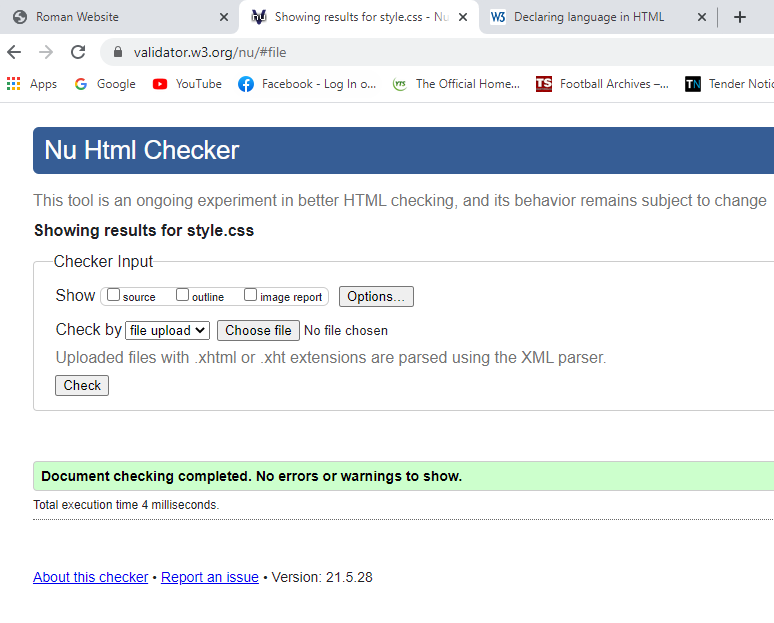 Roman Website
nu Showing results for style.css - Nu
W3 Declaring language in HTML
validator.w3.org/nu/#file
Apps G Google YouTube Facebook - Log In o... YTS The Official Home... TS Football Archives –... TN Tender Notic
Nu Html Checker
This tool is an ongoing experiment in better HTML checking, and its behavior remains subject to change
Showing results for style.css
Checker Input
Show source outline image report Options...
Check by file upload Choose file No file chosen
Uploaded files with .xhtml or .xht extensions are parsed using the XML parser.
Check
Document checking completed. No errors or warnings to show.
Total execution time 4 milliseconds.
About this checker • Report an issue • Version: 21.5.28